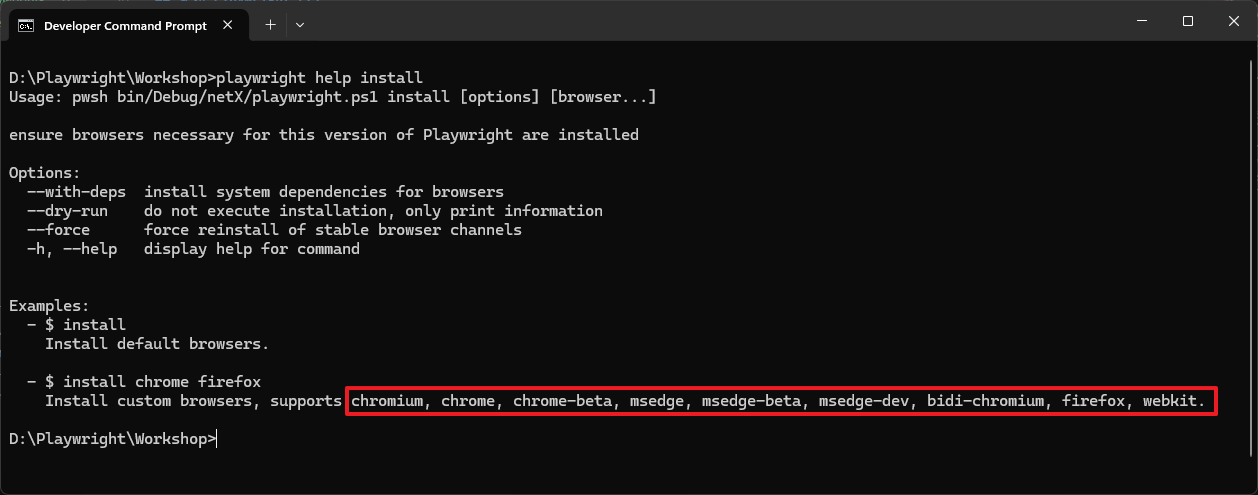 Developer Command Prompt
D:\Playwright\Workshop>playwright help install
Usage: pwsh bin/Debug/netX/playwright.ps1 install [options] [browser...]
ensure browsers necessary for this version of Playwright are installed
Options:
  --with-deps  install system dependencies for browsers
  --dry-run    do not execute installation, only print information
  --force      force reinstall of stable browser channels
  -h, --help   display help for command
Examples:
  - $ install
    Install default browsers.
  - $ install chrome firefox
    Install custom browsers, supports chromium, chrome, chrome-beta, msedge, msedge-beta, msedge-dev, bidi-chromium, firefox, webkit.
D:\Playwright\Workshop>